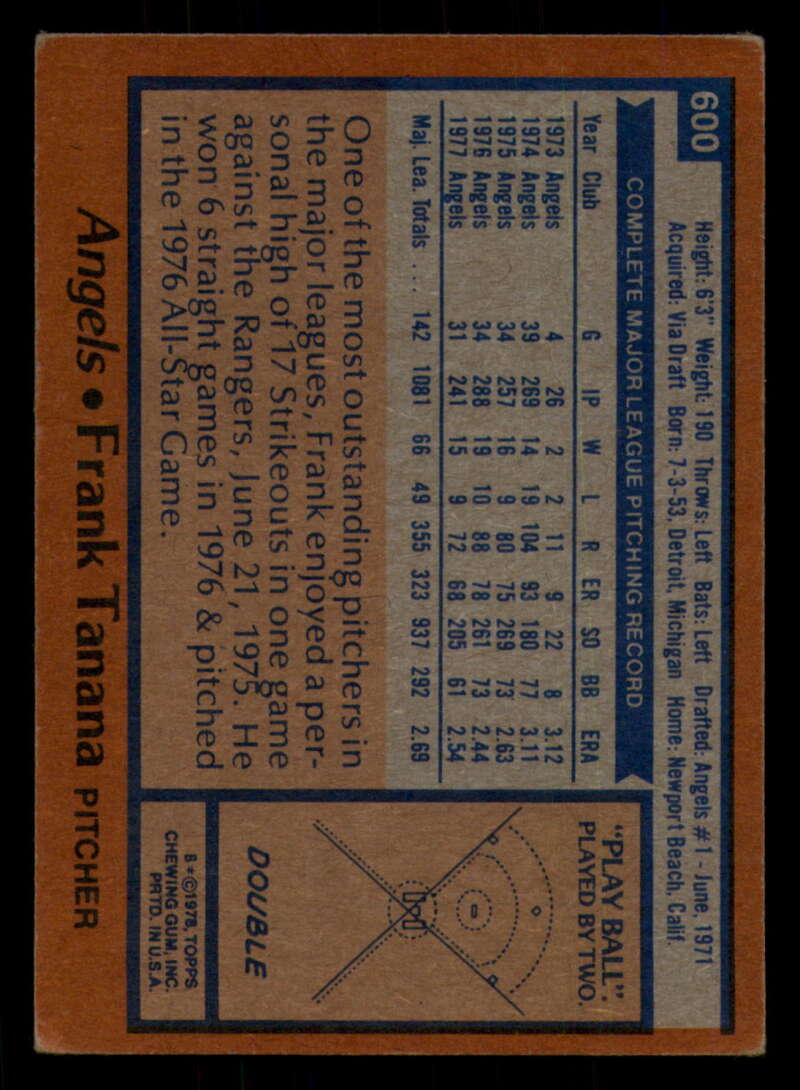 600
Height: 6'3" Weight: 190 Throws: Left Bats: Left Drafted: Angels #1 - June, 1971
Acquired: Via Draft Born: 7-3-53, Detroit, Michigan Home: Newport Beach, Calif.
COMPLETE MAJOR LEAGUE PITCHING RECORD
Year Club G IP W L R ER SO BB ERA
1973 Angels 4 26 2 2 11 9 22 8 3.12
1974 Angels 39 269 14 19 104 93 180 77 3.11
1975 Angels 34 257 16 9 80 75 269 73 2.63
1976 Angels 34 288 19 10 88 78 261 73 2.44
1977 Angels 31 241 15 9 72 68 205 61 2.54
Maj. Lea. Totals ... 142 1081 66 49 355 323 937 292 2.69
One of the most outstanding pitchers in
the major leagues, Frank enjoyed a per-
sonal high of 17 Strikeouts in one game
against the Rangers, June 21, 1975. He
won 6 straight games in 1976 & pitched
in the 1976 All-Star Game.
"PLAY BALL".
PLAYED BY TWO.
DOUBLE
B*©1978, TOPPS
CHEWING GUM, INC.
PRTD. IN U.S.A.
Angels • Frank Tanana PITCHER